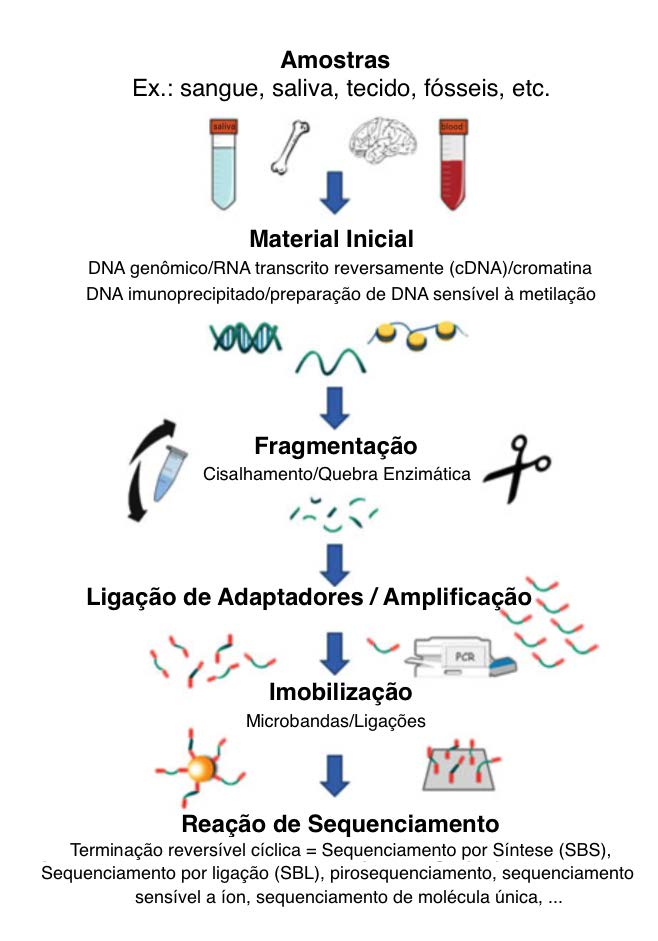 Amostras
Ex.: sangue, saliva, tecido, fósseis, etc.
saliva
blood
Material Inicial
DNA genômico/RNA transcrito reversamente (cDNA)/cromatina
DNA imunoprecipitado/preparação de DNA sensível à metilação
Fragmentação
Cisalhamento/Quebra Enzimática
Ligação de Adaptadores / Amplificação
PCR
Imobilização
Microbandas/Ligações
Reação de Sequenciamento
Terminação reversível cíclica = Sequenciamento por Síntese (SBS),
Sequenciamento por ligação (SBL), pirosequenciamento, sequenciamento
sensível a íon, sequenciamento de molécula única, ...